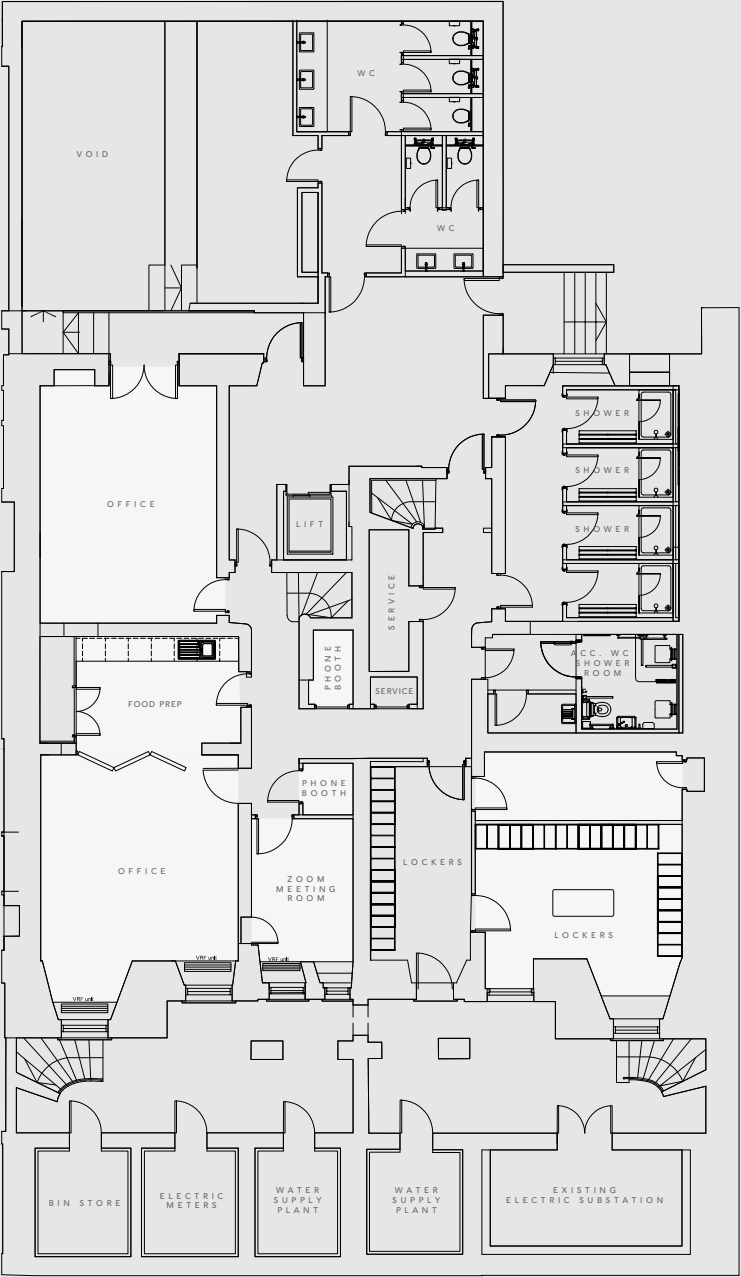 WC
VOID
WC
SHOWER
SHOWER
OFFICE
LIFT
SHOWER
SERVICE
PHONE
BOOTH
ACC. WC
SHOWER
ROOM
SERVICE
FOOD PREP
PHONE
BOOTH
OFFICE
LOCKERS
ZOOM
MEETING
ROOM
LOCKERS
VRF unit
VRF unit
VRF unit
BIN STORE
ELECTRIC
METERS
WATER
SUPPLY
PLANT
WATER
SUPPLY
PLANT
EXISTING
ELECTRIC SUBSTATION